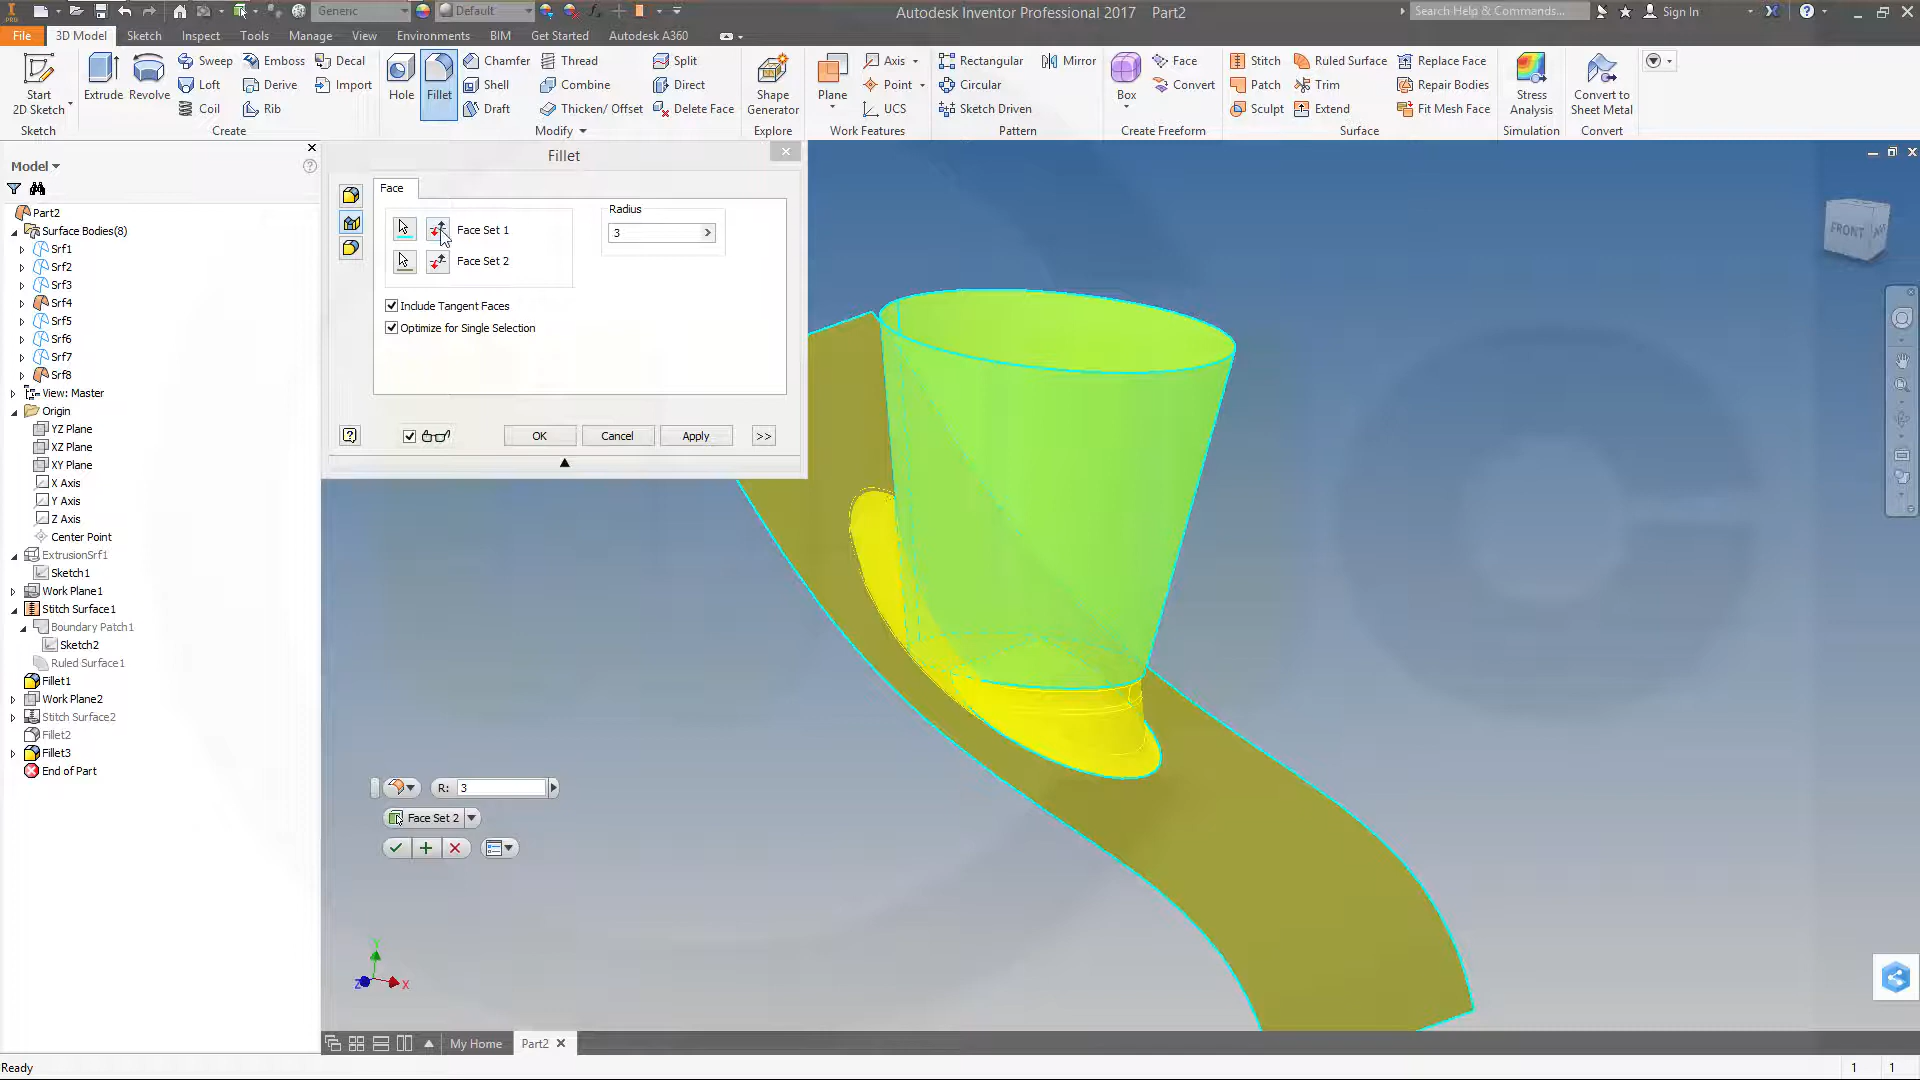 Generic
Default
Autodesk Inventor Professional 2017 Part2
Search Help & Commands...
Sign In
File
3D Model
Sketch
Inspect
Tools
Manage
View
Environments
BIM
Get Started
Autodesk A360
Start
2D Sketch
Sketch
Extrude
Revolve
Sweep
Loft
Coil
Emboss
Derive
Rib
Decal
Import
Create
Hole
Fillet
Chamfer
Shell
Draft
Thread
Combine
Thicken/ Offset
Split
Direct
Delete Face
Modify
Shape
Generator
Explore
Plane
Axis
Point
UCS
Work Features
Rectangular
Circular
Sketch Driven
Mirror
Pattern
Box
Face
Convert
Create Freeform
Stitch
Patch
Sculpt
Ruled Surface
Trim
Extend
Replace Face
Repair Bodies
Fit Mesh Face
Surface
Stress
Analysis
Simulation
Convert to
Sheet Metal
Convert
Model
Part2
Surface Bodies(8)
Srf1
Srf2
Srf3
Srf4
Srf5
Srf6
Srf7
Srf8
View: Master
Origin
YZ Plane
XZ Plane
XY Plane
X Axis
Y Axis
Z Axis
Center Point
ExtrusionSrf1
Sketch1
Work Plane1
Stitch Surface1
Boundary Patch1
Sketch2
Ruled Surface1
Fillet1
Work Plane2
Stitch Surface2
Fillet2
Fillet3
End of Part
Fillet
Face
Face Set 1
Face Set 2
Radius
3
Include Tangent Faces
Optimize for Single Selection
OK
Cancel
Apply
>>
FRONT
R: 3
Face Set 2
Y
Z
X
My Home
Part2
Ready
1 1